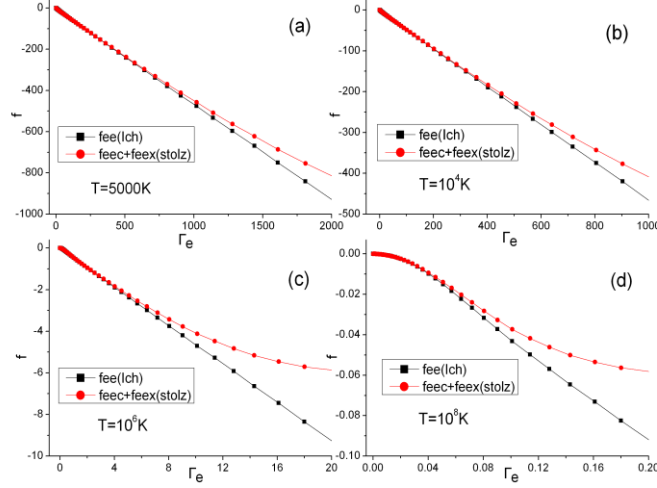 (a)
f
0
-200
-400
-600
-800
-1000
fee(Ich)
feec+feex(stolz)
T=5000K
0 500 1000 1500 2000
Γe
(b)
f
0
-100
-200
-300
-400
-500
fee(Ich)
feec+feex(stolz)
T=10⁴K
0 200 400 600 800 1000
Γe
(c)
f
0
-2
-4
-6
-8
-10
fee(Ich)
feec+feex(stolz)
T=10⁶K
0 4 8 12 16 20
Γe
(d)
f
0.00
-0.02
-0.04
-0.06
-0.08
-0.10
fee(Ich)
feec+feex(stolz)
T=10⁸K
0.00 0.04 0.08 0.12 0.16 0.20
Γe